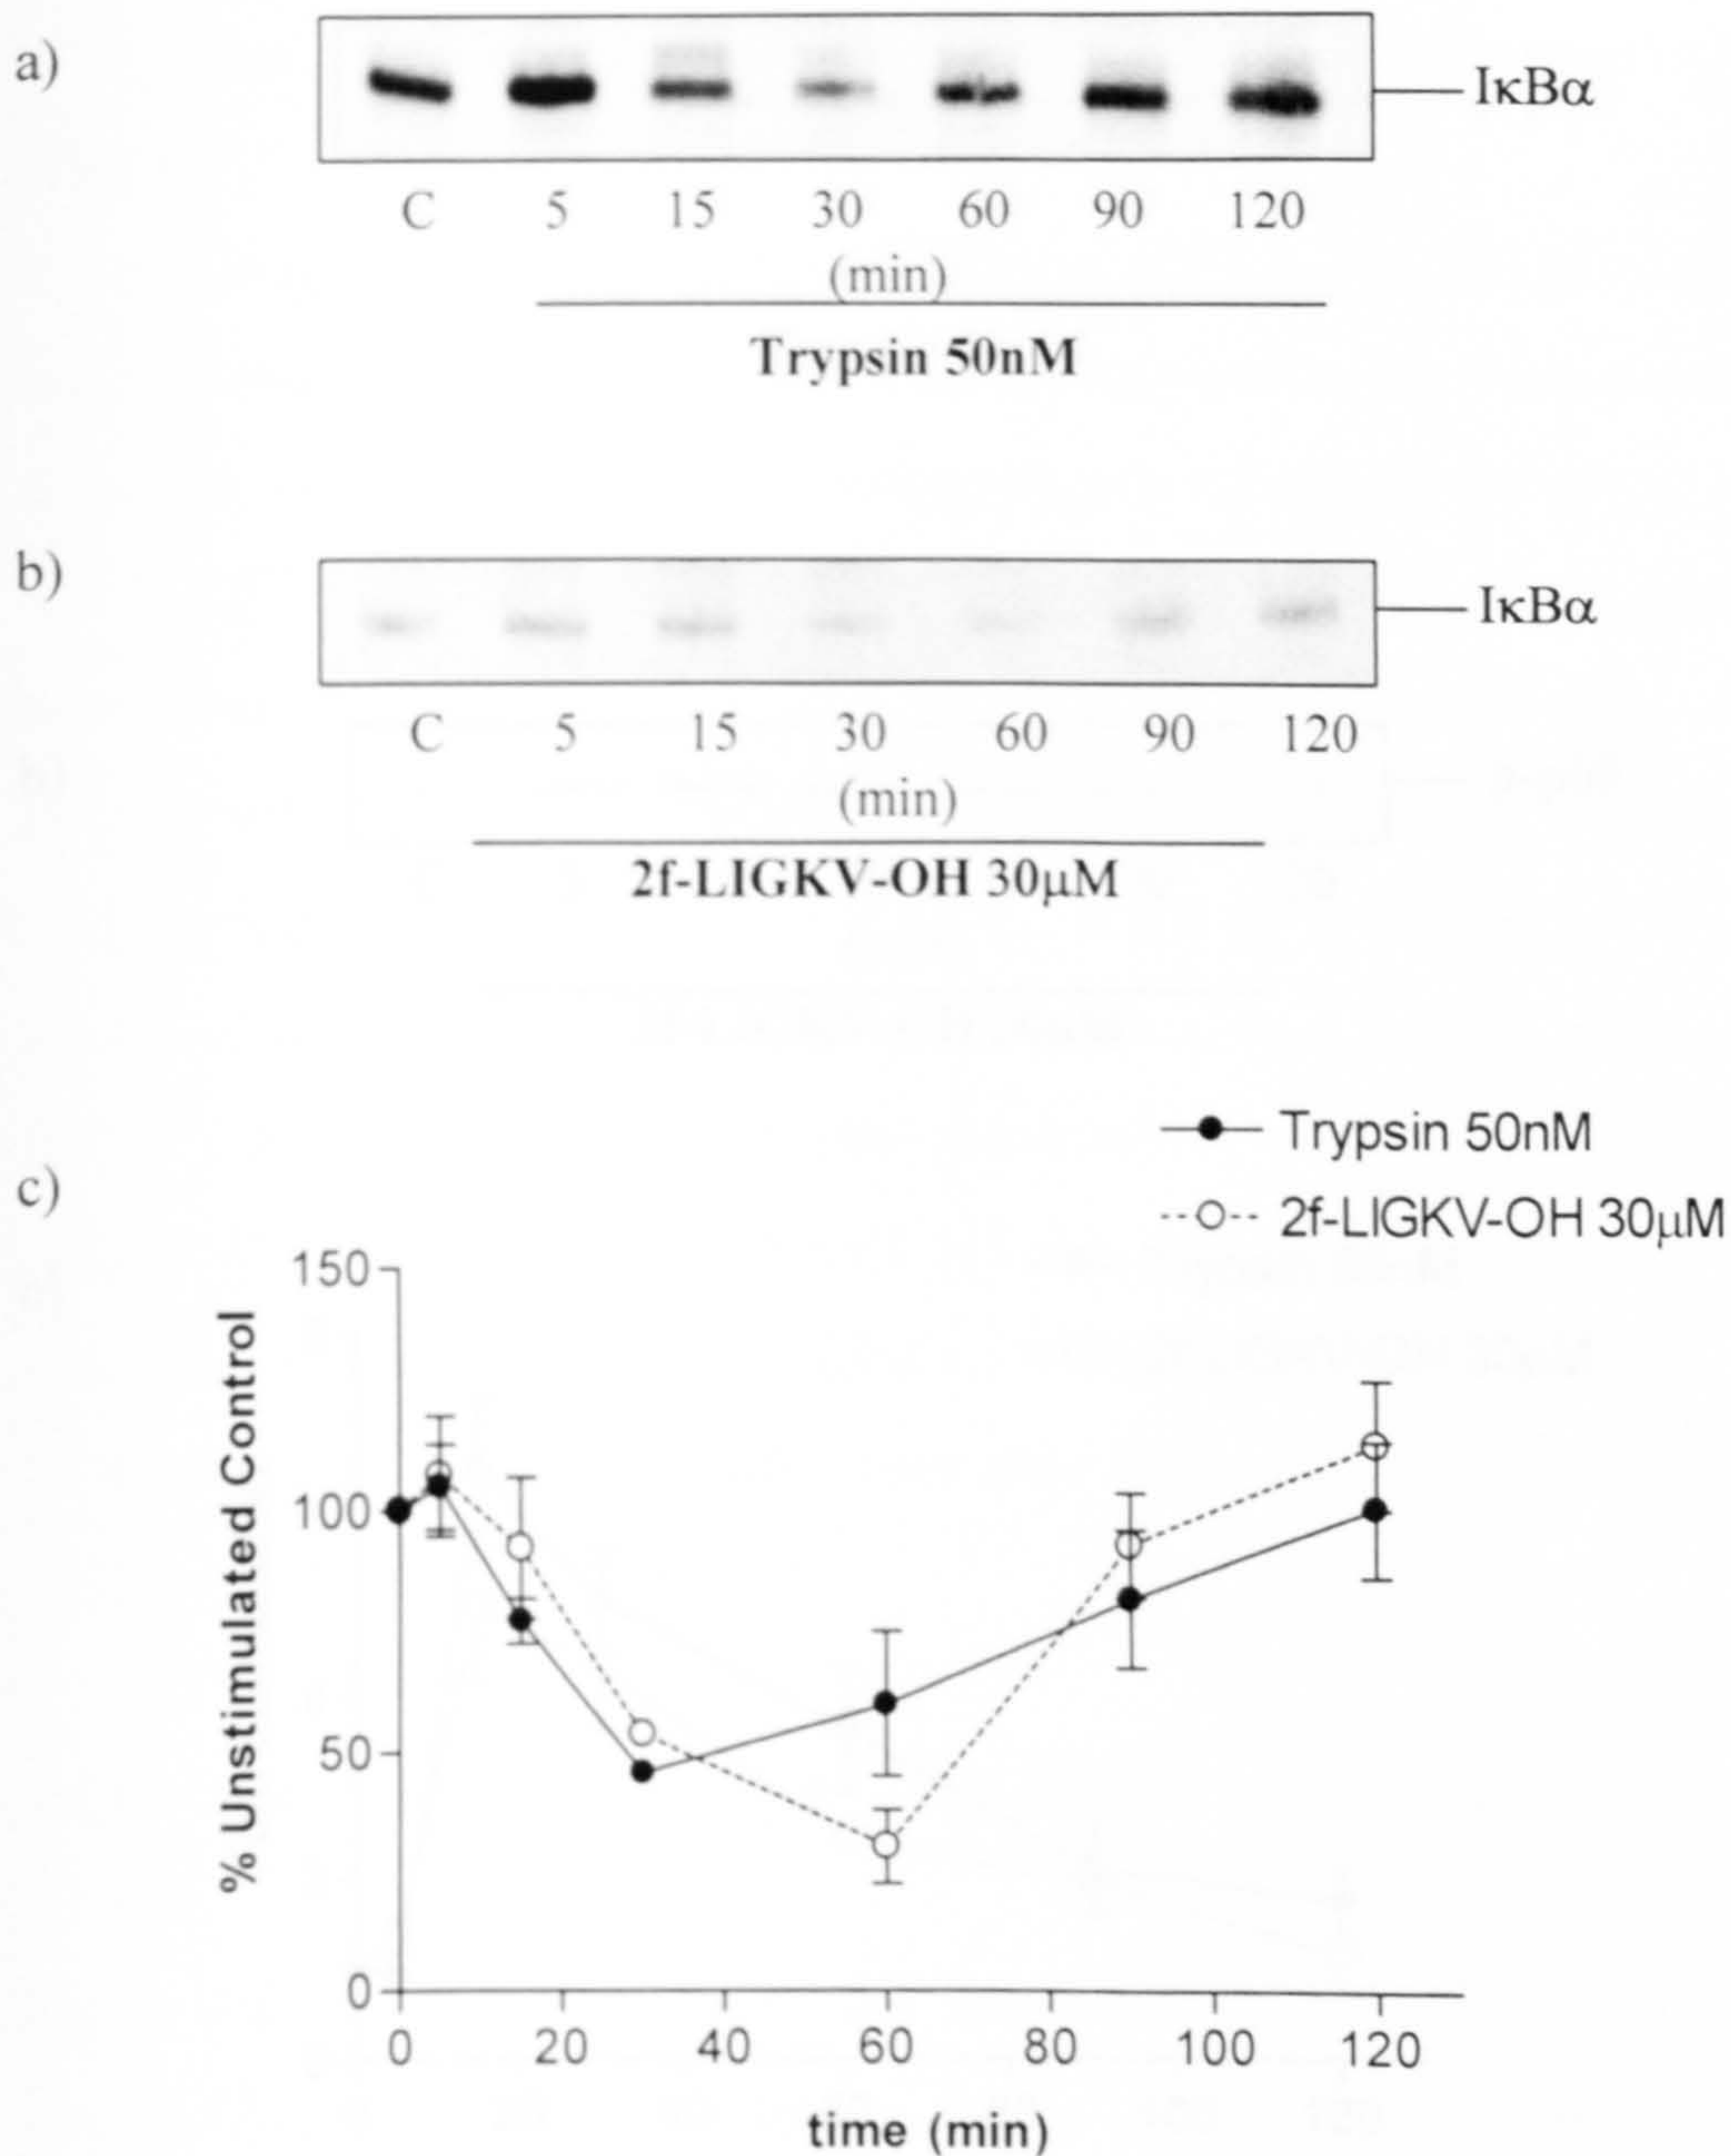 a)
IκBα
C 5 15 30 60 90 120
(min)
Trypsin 50nM
b)
IκBα
C 5 15 30 60 90 120
(min)
2f-LIGKV-OH 30μM
c)
Trypsin 50nM
2f-LIGKV-OH 30μM
% Unstimulated Control
150
100
50
0
0 20 40 60 80 100 120
time (min)